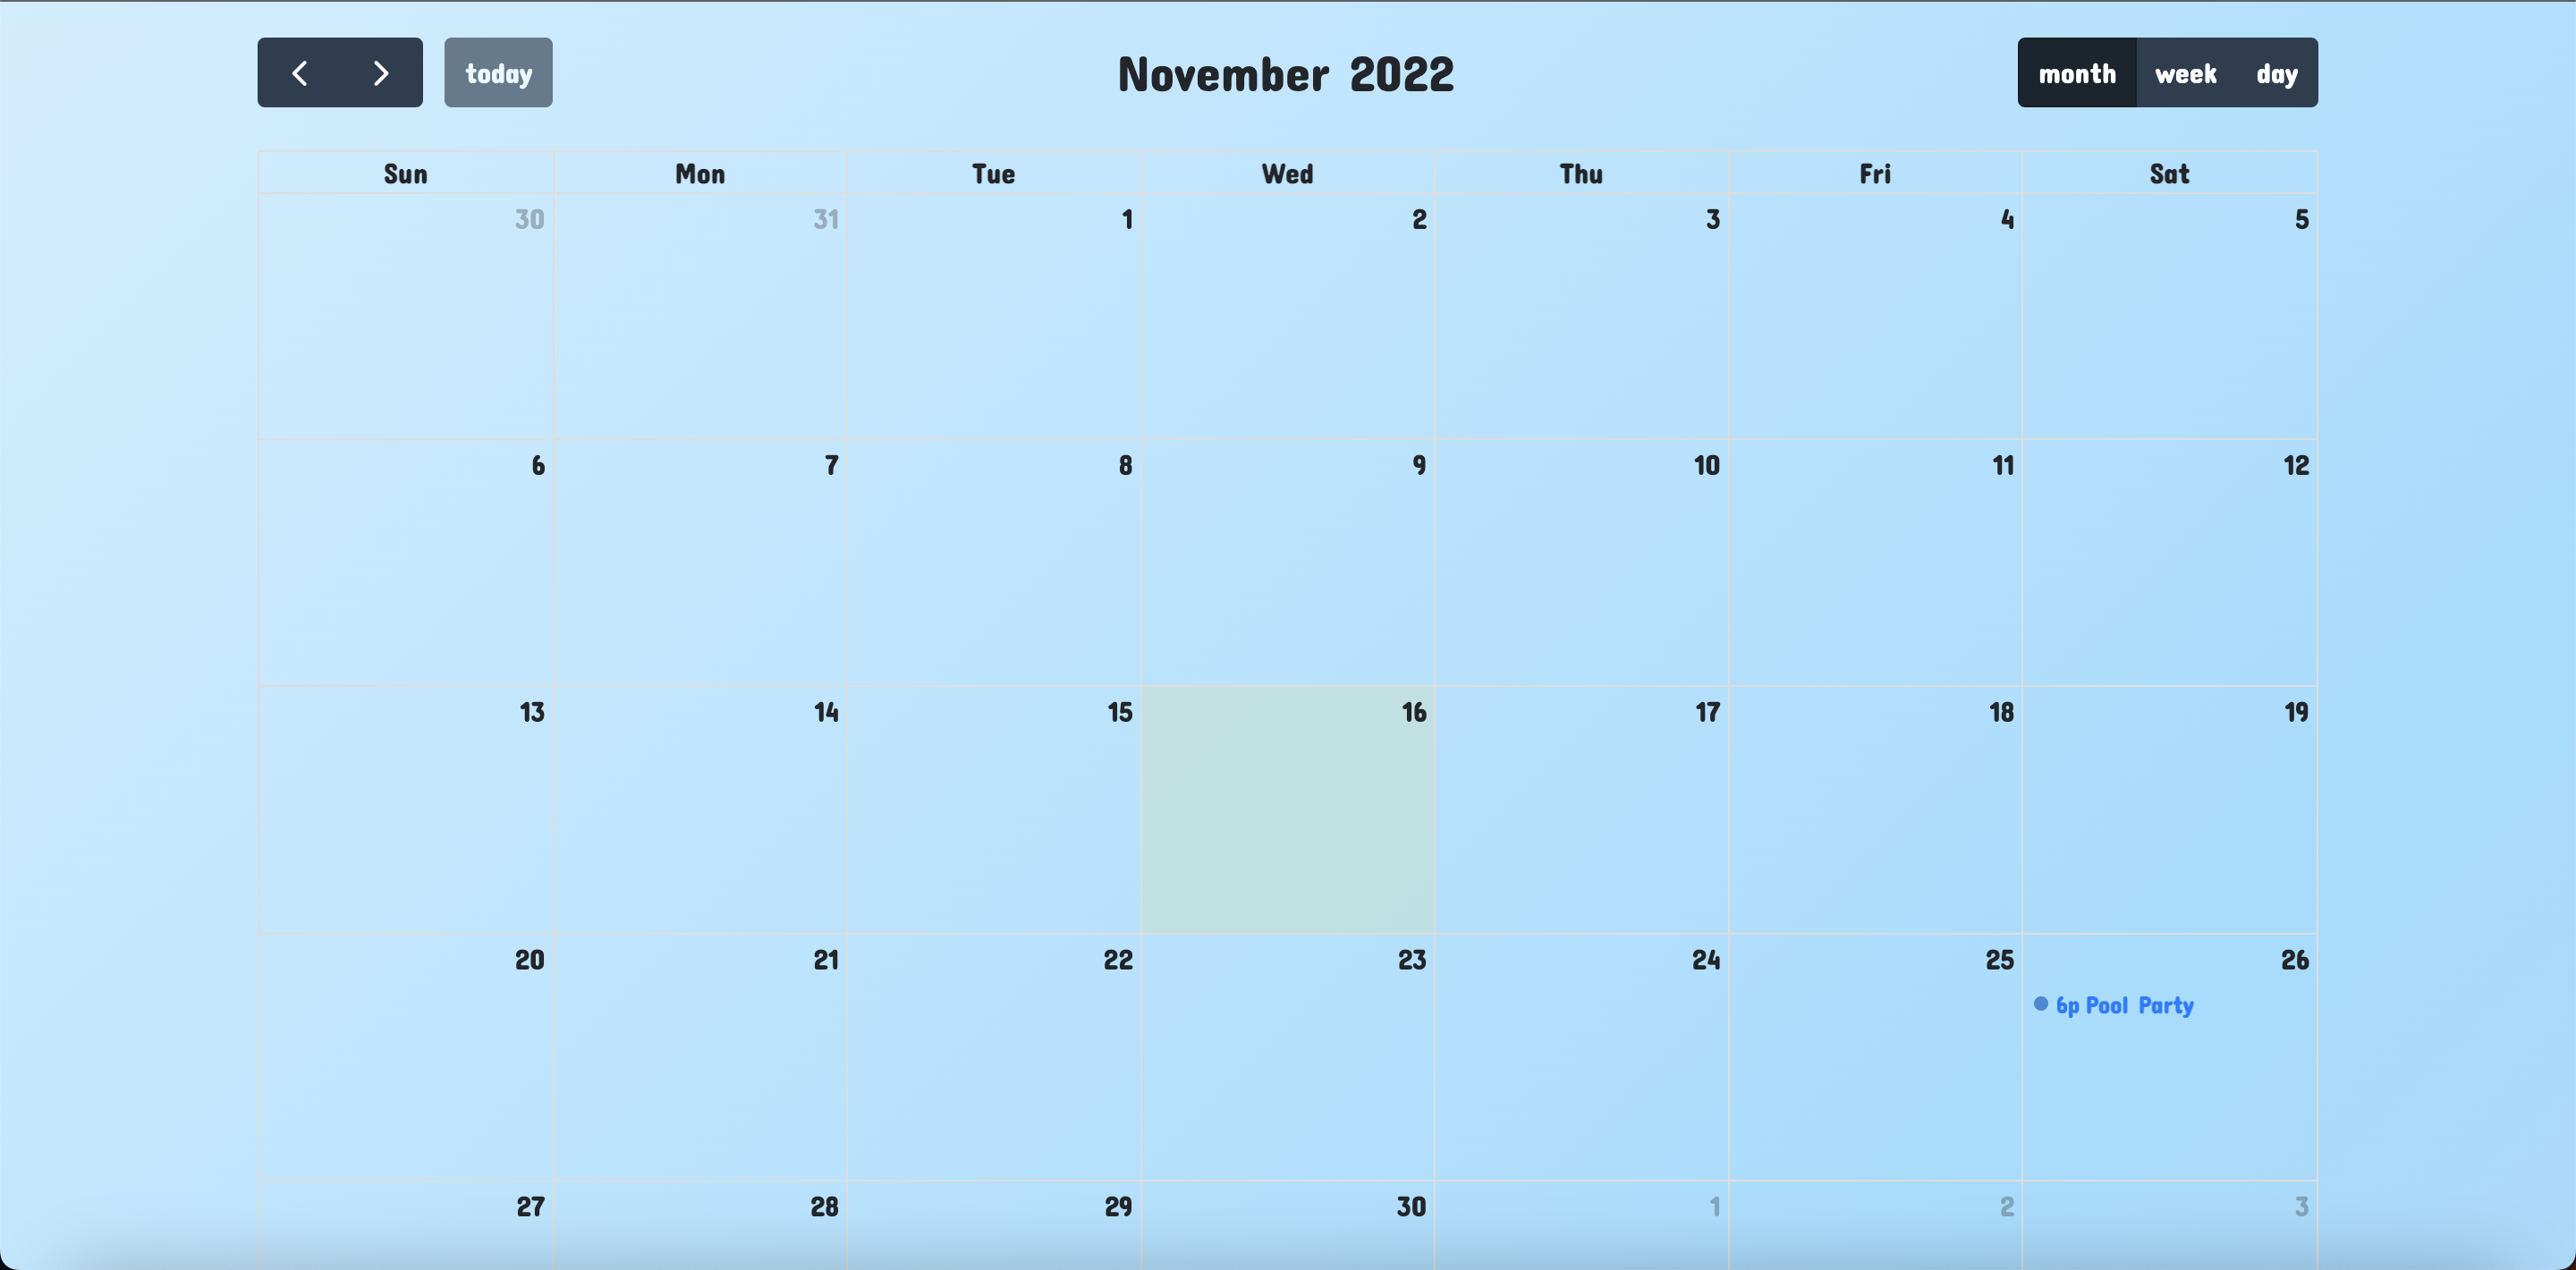 today
November 2022
month week day
Sun Mon Tue Wed Thu Fri Sat
30 31 1 2 3 4 5
6 7 8 9 10 11 12
13 14 15 16 17 18 19
20 21 22 23 24 25 26
6p Pool Party
27 28 29 30 1 2 3